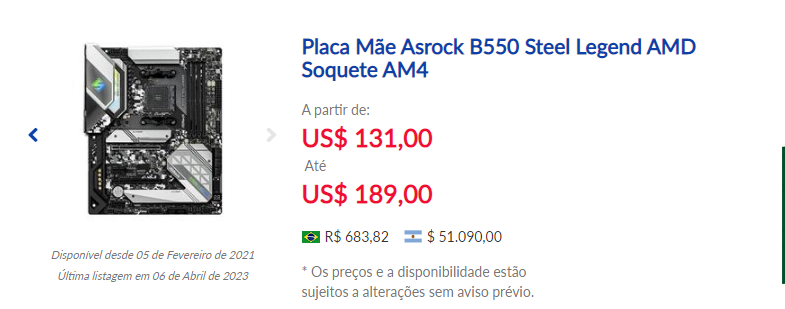 Placa Mãe Asrock B550 Steel Legend AMD
Soquete AM4
A partir de:
US$ 131,00
Até
US$ 189,00
R$ 683,82 $ 51.090,00
* Os preços e a disponibilidade estão
sujeitos a alterações sem aviso prévio.
Disponível desde 05 de Fevereiro de 2021
Última listagem em 06 de Abril de 2023